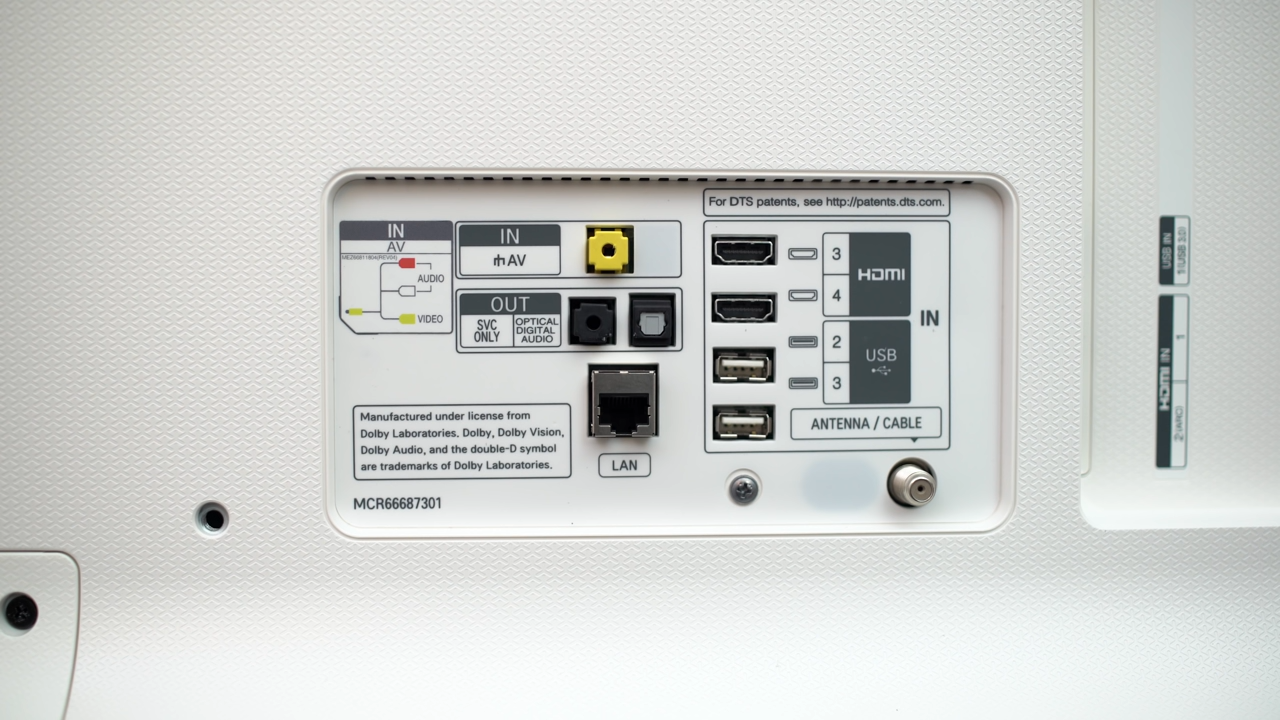 For DTS patents, see http://patents.dts.com.
IN
AV
MEZ66811804(REV04)
AUDIO
VIDEO
IN
AV
OUT
SVC
ONLY
OPTICAL
DIGITAL
AUDIO
LAN
3
4
HDMI
2
3
USB
IN
ANTENNA / CABLE
Manufactured under license from
Dolby Laboratories. Dolby, Dolby Vision,
Dolby Audio, and the double-D symbol
are trademarks of Dolby Laboratories.
MCR66687301
USB IN
1(USB 3.0)
HDMI IN
1
2(ARC)